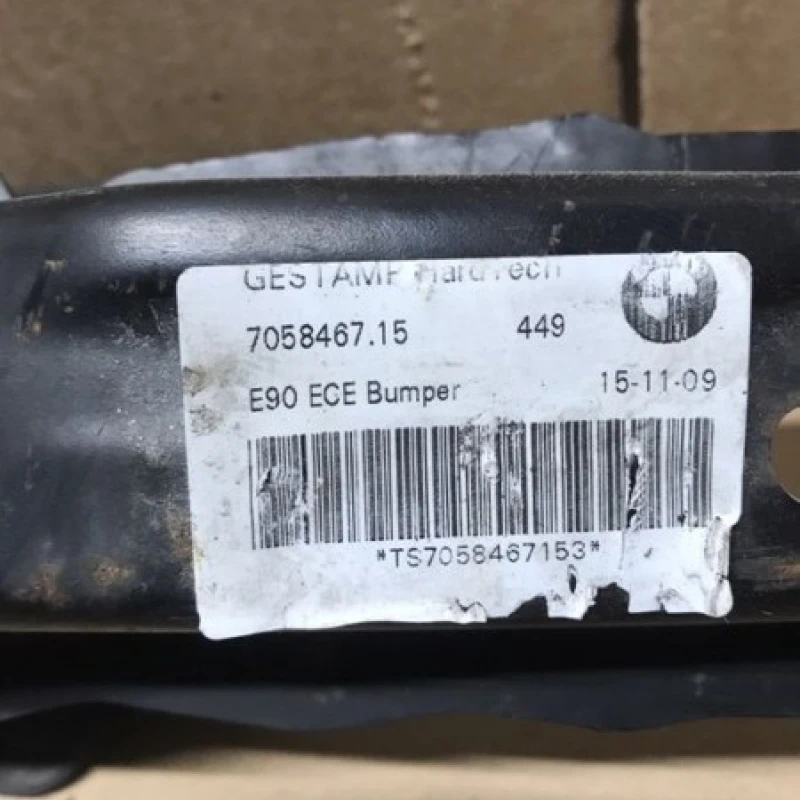 GESTAMP HardTech
7058467.15 449
E90 ECE Bumper 15-11-09
*TS7058467153*